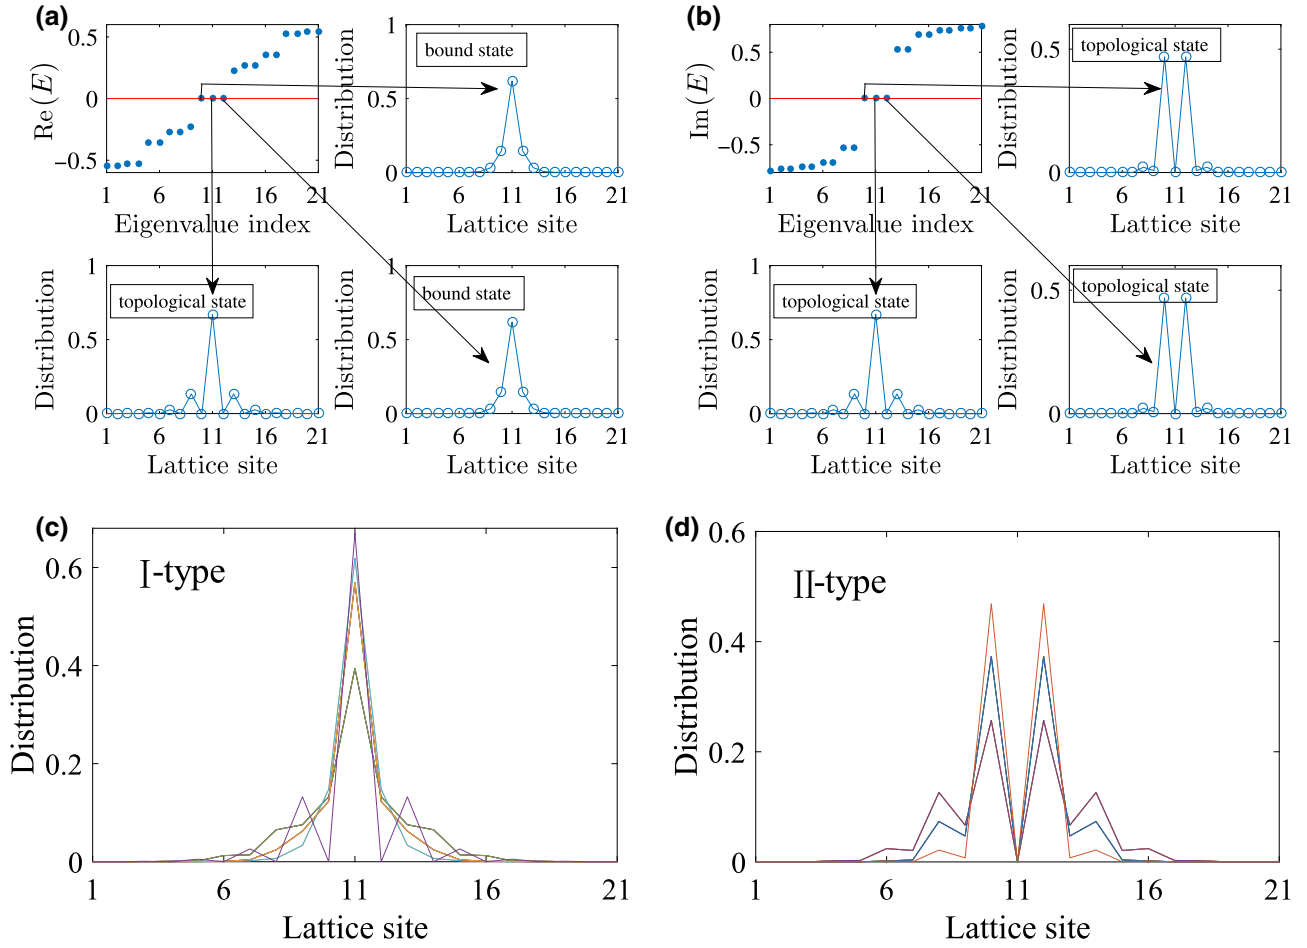 (a)
0.5
0
−0.5
Re(E)
1 6 11 16 21
Eigenvalue index
1
0.5
0
Distribution
bound state
1 6 11 16 21
Lattice site
1
0.5
0
Distribution
topological state
1 6 11 16 21
Lattice site
1
0.5
0
Distribution
bound state
1 6 11 16 21
Lattice site
(b)
0.5
0
−0.5
Im(E)
1 6 11 16 21
Eigenvalue index
0.5
0
Distribution
topological state
1 6 11 16 21
Lattice site
1
0.5
0
Distribution
topological state
1 6 11 16 21
Lattice site
0.5
0
Distribution
topological state
1 6 11 16 21
Lattice site
(c)
I-type
0.6
0.4
0.2
0
Distribution
1 6 11 16 21
Lattice site
(d)
II-type
0.6
0.4
0.2
0
Distribution
1 6 11 16 21
Lattice site